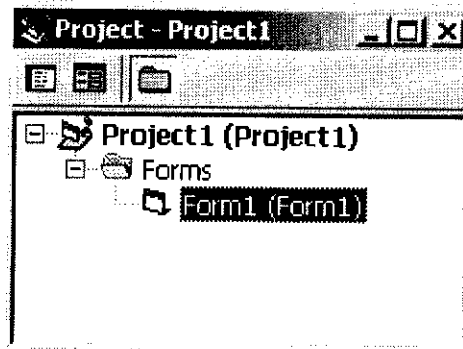 Project - Project1
Project1 (Project1)
Forms
Form1 (Form1)